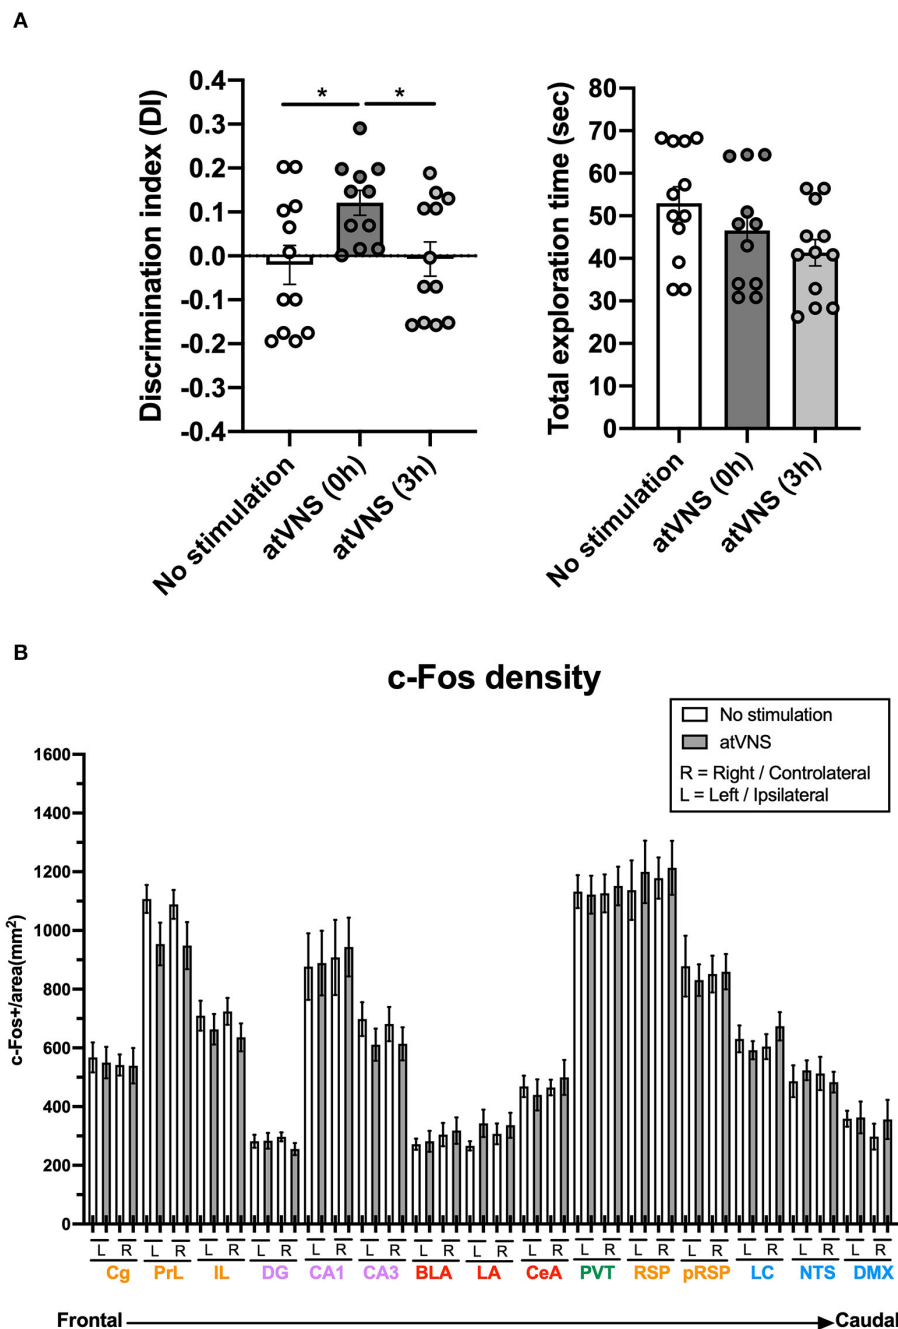 A
Discrimination index (DI)
0.4
0.3
0.2
0.1
0.0
-0.1
-0.2
-0.3
-0.4
*
*
No stimulation
atVNS (0h)
atVNS (3h)
Total exploration time (sec)
80
70
60
50
40
30
20
10
0
No stimulation
atVNS (0h)
atVNS (3h)
B
c-Fos density
No stimulation
atVNS
R = Right / Controlateral
L = Left / Ipsilateral
c-Fos+/area(mm²)
1600
1400
1200
1000
800
600
400
200
0
L R L R L R L R L R L R L R L R L R L R L R L R L R L R L R
Cg PrL IL DG CA1 CA3 BLA LA CeA PVT RSP pRSP LC NTS DMX
Frontal Caudal